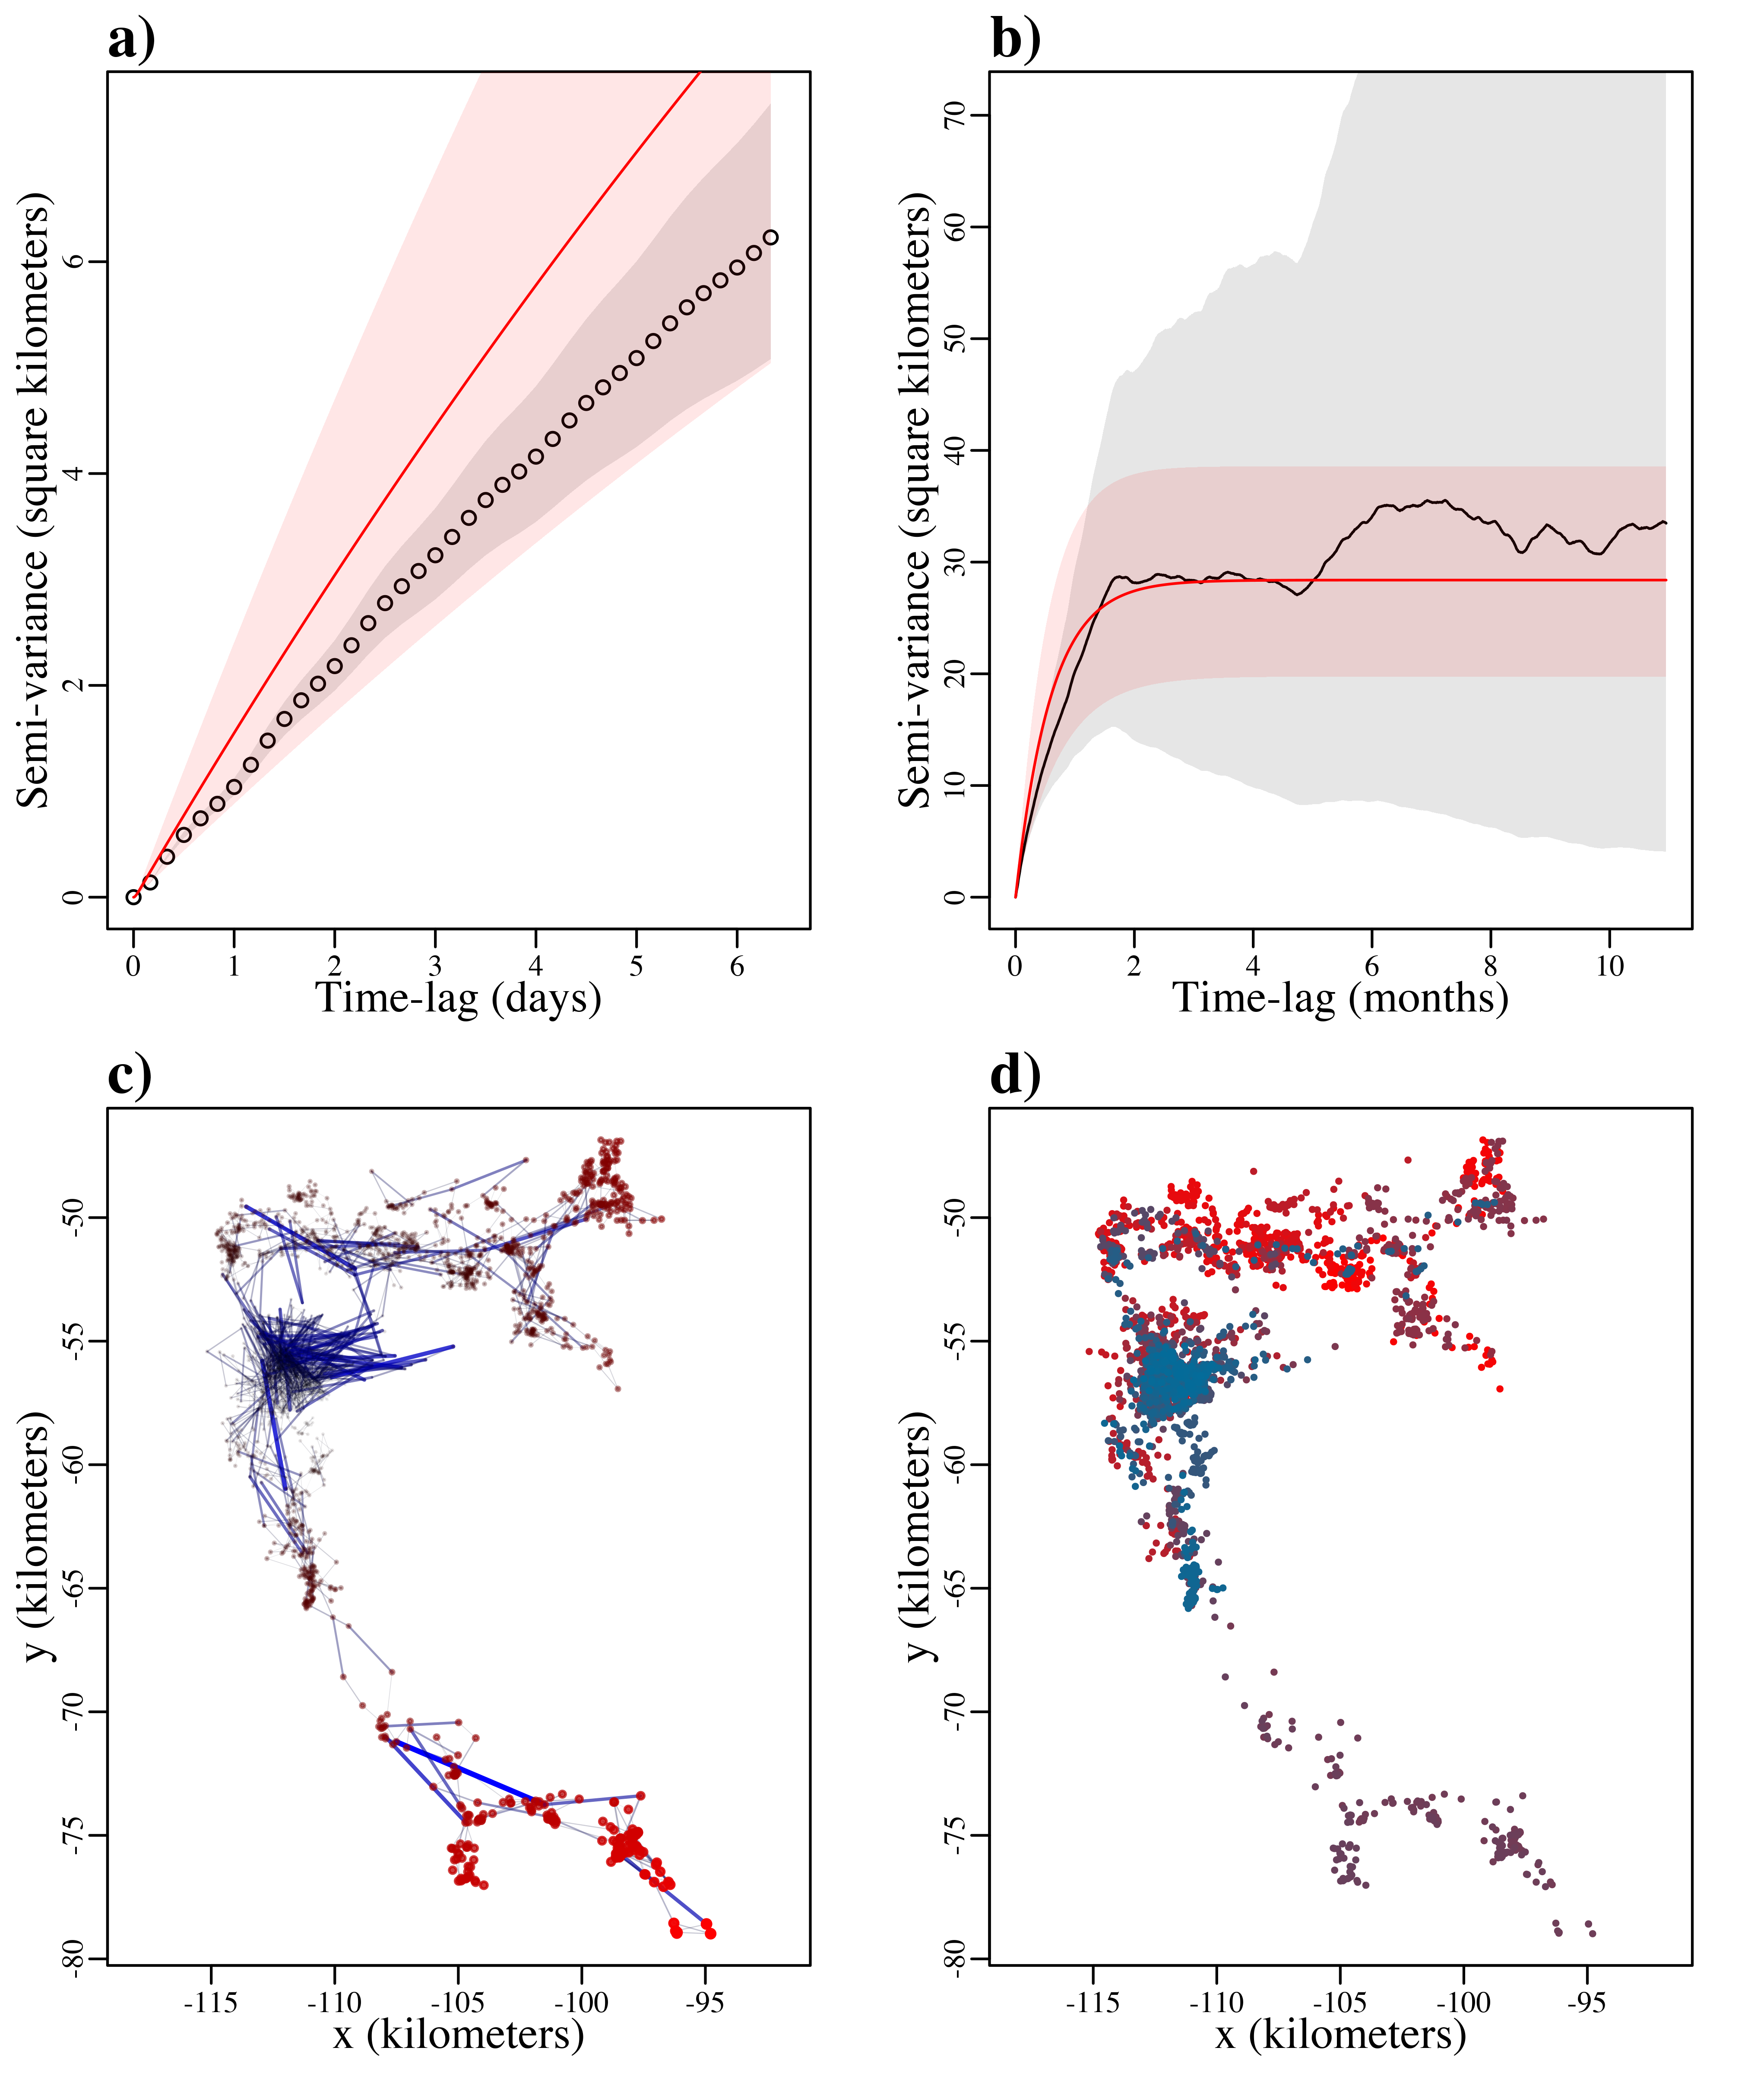 a)
Semi-variance (square kilometers)
6
4
2
0
0 1 2 3 4 5 6
Time-lag (days)
b)
Semi-variance (square kilometers)
70
60
50
40
30
20
10
0
0 2 4 6 8 10
Time-lag (months)
c)
y (kilometers)
-50
-55
-60
-65
-70
-75
-80
-115 -110 -105 -100 -95
x (kilometers)
d)
y (kilometers)
-50
-55
-60
-65
-70
-75
-80
-115 -110 -105 -100 -95
x (kilometers)